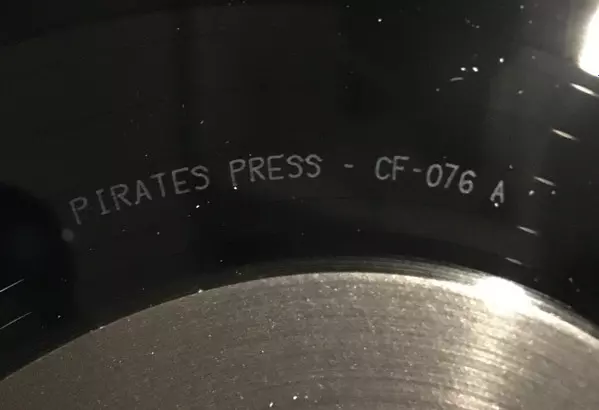 PIRATES PRESS - CF-076 A